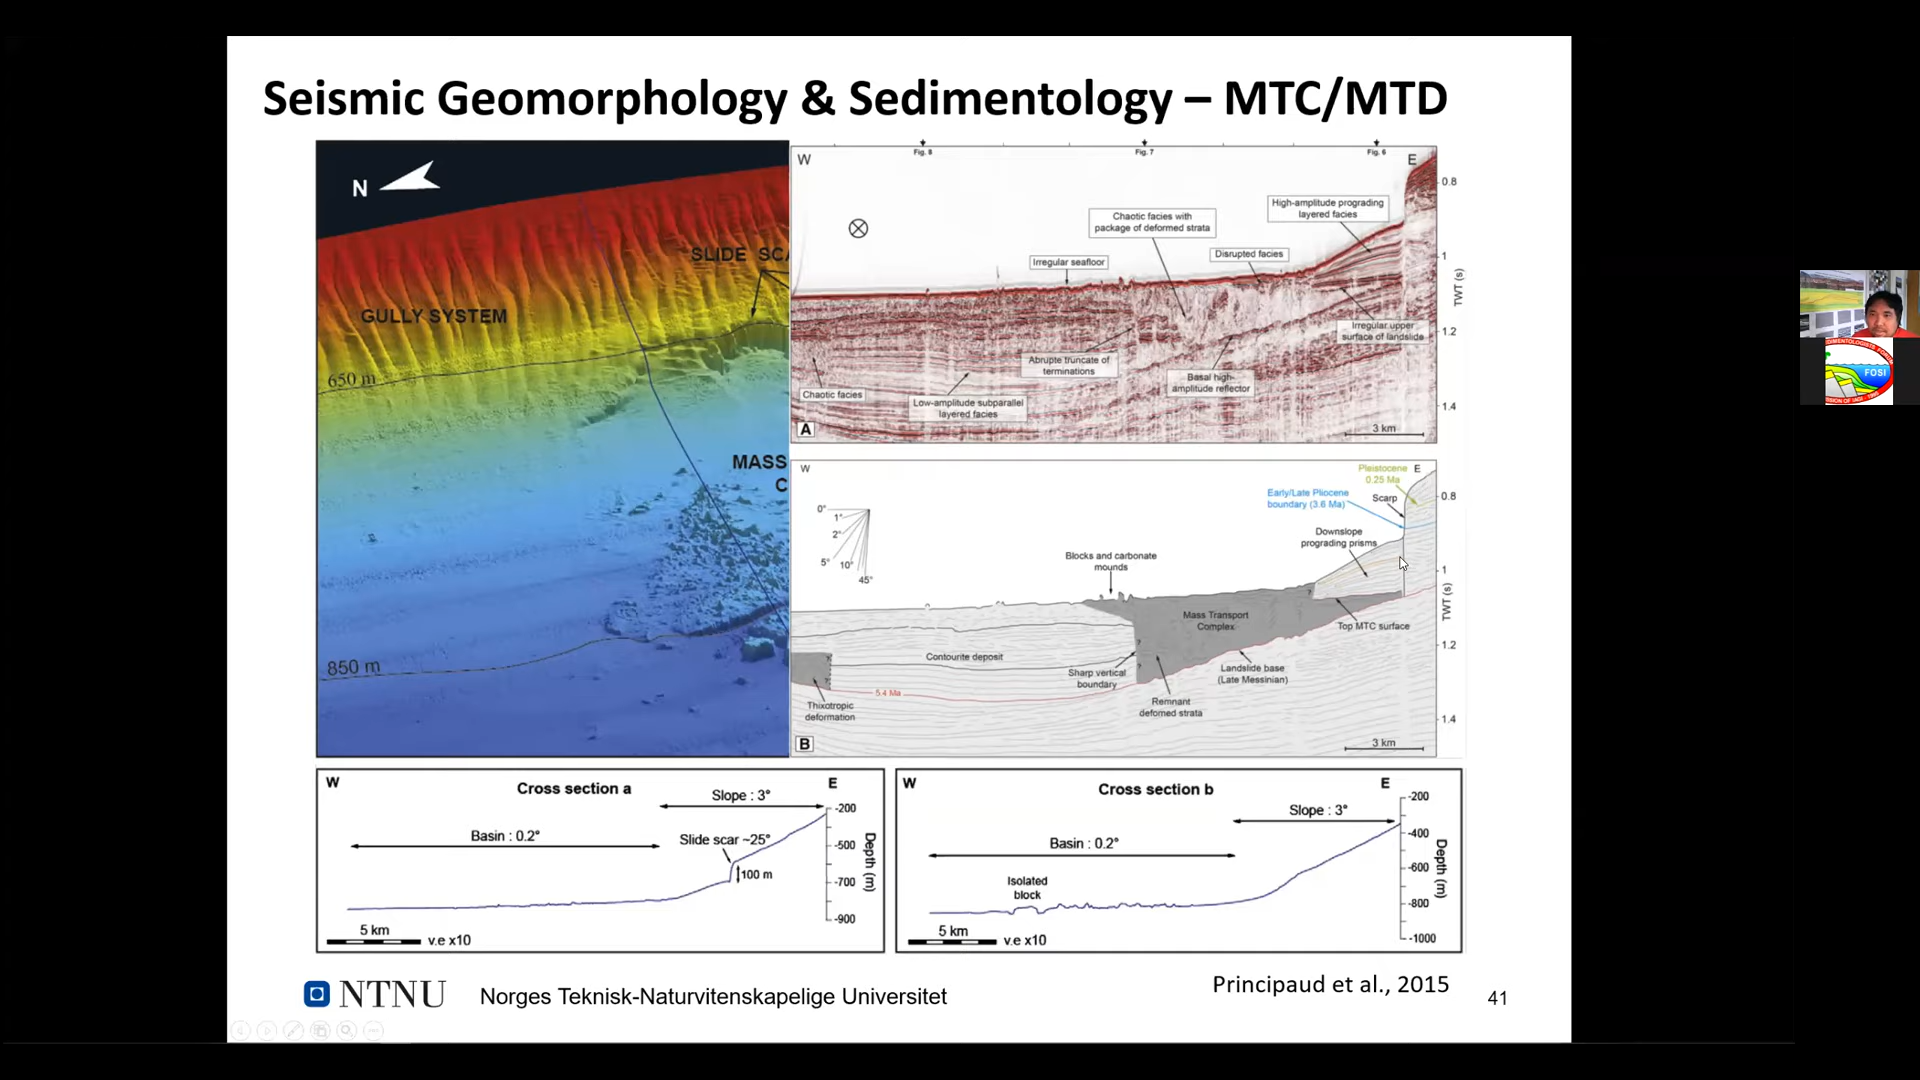 Seismic Geomorphology & Sedimentology – MTC/MTD
N
SLIDE SCA
GULLY SYSTEM
650 m
MASS
C
850 m
Fig. 8
Fig. 7
Fig. 6
W
E
0.8
1
1.2
1.4
TWT (s)
High-amplitude prograding
layered facies
Chaotic facies with
package of deformed strata
Disrupted facies
Irregular seafloor
Irregular upper
surface of landslide
Abrupte truncate of
terminations
Basal high-
amplitude reflector
Chaotic facies
Low-amplitude subparallel
layered facies
A
3 km
W
E
Pleistocene
0.25 Ma
Early/Late Pliocene
boundary (3.6 Ma)
Scarp
0.8
1
1.2
1.4
TWT (s)
0°
1°
2°
5°
10°
45°
Downslope
prograding prisms
Blocks and carbonate
mounds
?
Mass Transport
Complex
Top MTC surface
Contourite deposit
?
?
Sharp vertical
boundary
Landslide base
(Late Messinian)
5.4 Ma
Remnant
deformed strata
Thixotropic
deformation
B
3 km
W
Cross section a
E
Slope : 3°
-200
Basin : 0.2°
Slide scar ~25°
-500
100 m
-700
-900
Depth (m)
5 km
v.e x10
W
Cross section b
E
-200
Slope : 3°
-400
Basin : 0.2°
-600
Isolated
block
-800
-1000
Depth (m)
5 km
v.e x10
NTNU
Norges Teknisk-Naturvitenskapelige Universitet
Principaud et al., 2015
41
FOSI